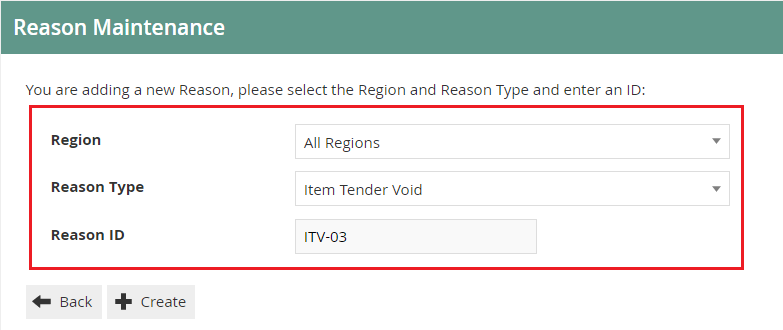 Reason Maintenance
You are adding a new Reason, please select the Region and Reason Type and enter an ID:
Region All Regions
Reason Type Item Tender Void
Reason ID ITV-03
Back Create